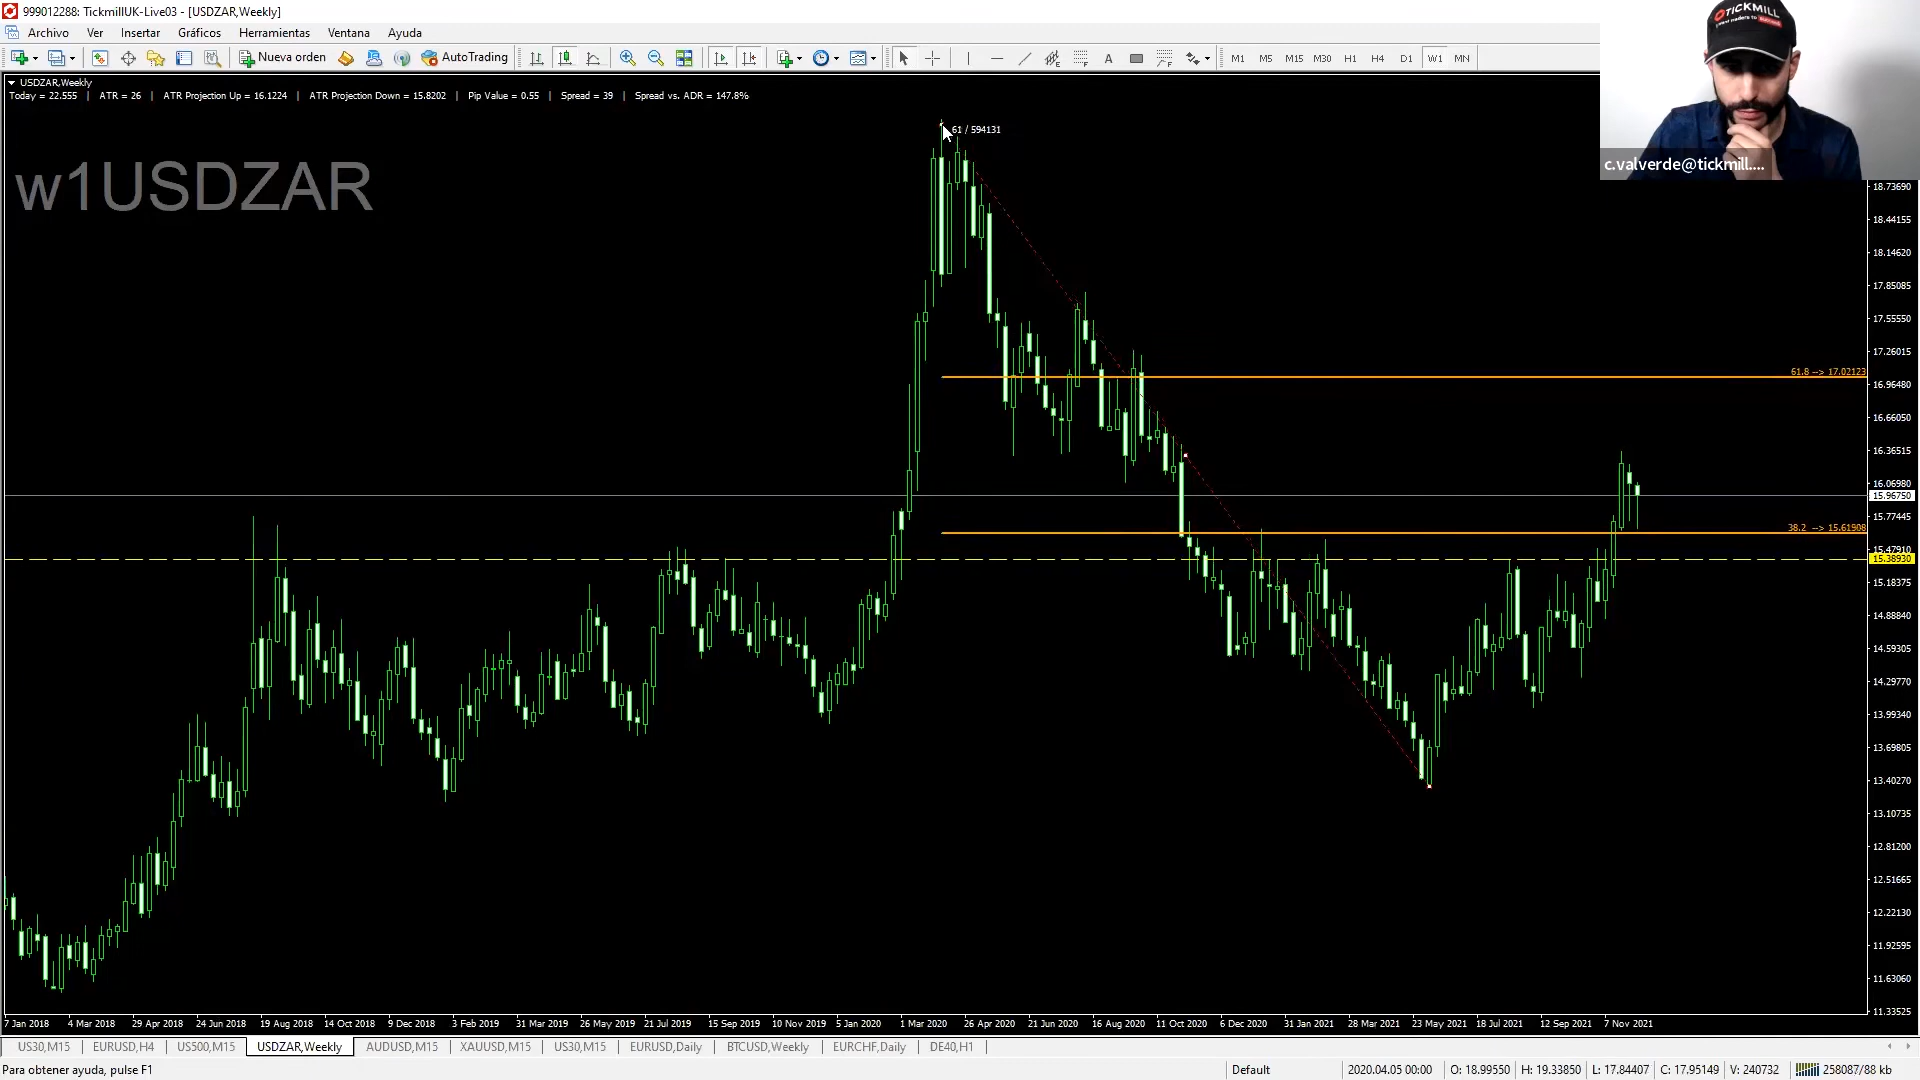 999012288: TickmillUK-Live03 - [USDZAR,Weekly]
Archivo Ver Insertar Gráficos Herramientas Ventana Ayuda
Nueva orden AutoTrading A M1 M5 M15 M30 H1 H4 D1 W1 MN
USDZAR,Weekly
Today = 22.555 | ATR = 26 | ATR Projection Up = 16.1224 | ATR Projection Down = 15.8202 | Pip Value = 0.55 | Spread = 39 | Spread vs. ADR = 147.8%
TICKMILL
61 / 594131
c.valverde@tickmill....
w1USDZAR
18.73690
18.44155
18.14620
17.85085
17.55550
17.26015
61.8 --> 17.02123
16.96480
16.66050
16.36515
16.06980
15.96750
15.77445
38.2 --> 15.61908
15.47910
15.38930
15.18375
14.88840
14.59305
14.29770
13.99340
13.69805
13.40270
13.10735
12.81200
12.51665
12.22130
11.92595
11.63060
11.33525
7 Jan 2018 4 Mar 2018 29 Apr 2018 24 Jun 2018 19 Aug 2018 14 Oct 2018 9 Dec 2018 3 Feb 2019 31 Mar 2019 26 May 2019 21 Jul 2019 15 Sep 2019 10 Nov 2019 5 Jan 2020 1 Mar 2020 26 Apr 2020 21 Jun 2020 16 Aug 2020 11 Oct 2020 6 Dec 2020 31 Jan 2021 28 Mar 2021 23 May 2021 18 Jul 2021 12 Sep 2021 7 Nov 2021
US30,M15 EURUSD,H4 US500,M15 USDZAR,Weekly AUDUSD,M15 XAUUSD,M15 US30,M15 EURUSD,Daily BTCUSD,Weekly EURCHF,Daily DE40,H1
Para obtener ayuda, pulse F1 Default 2020.04.05 00:00 O: 18.99550 H: 19.33850 L: 17.84407 C: 17.95149 V: 240732 258087/88 kb